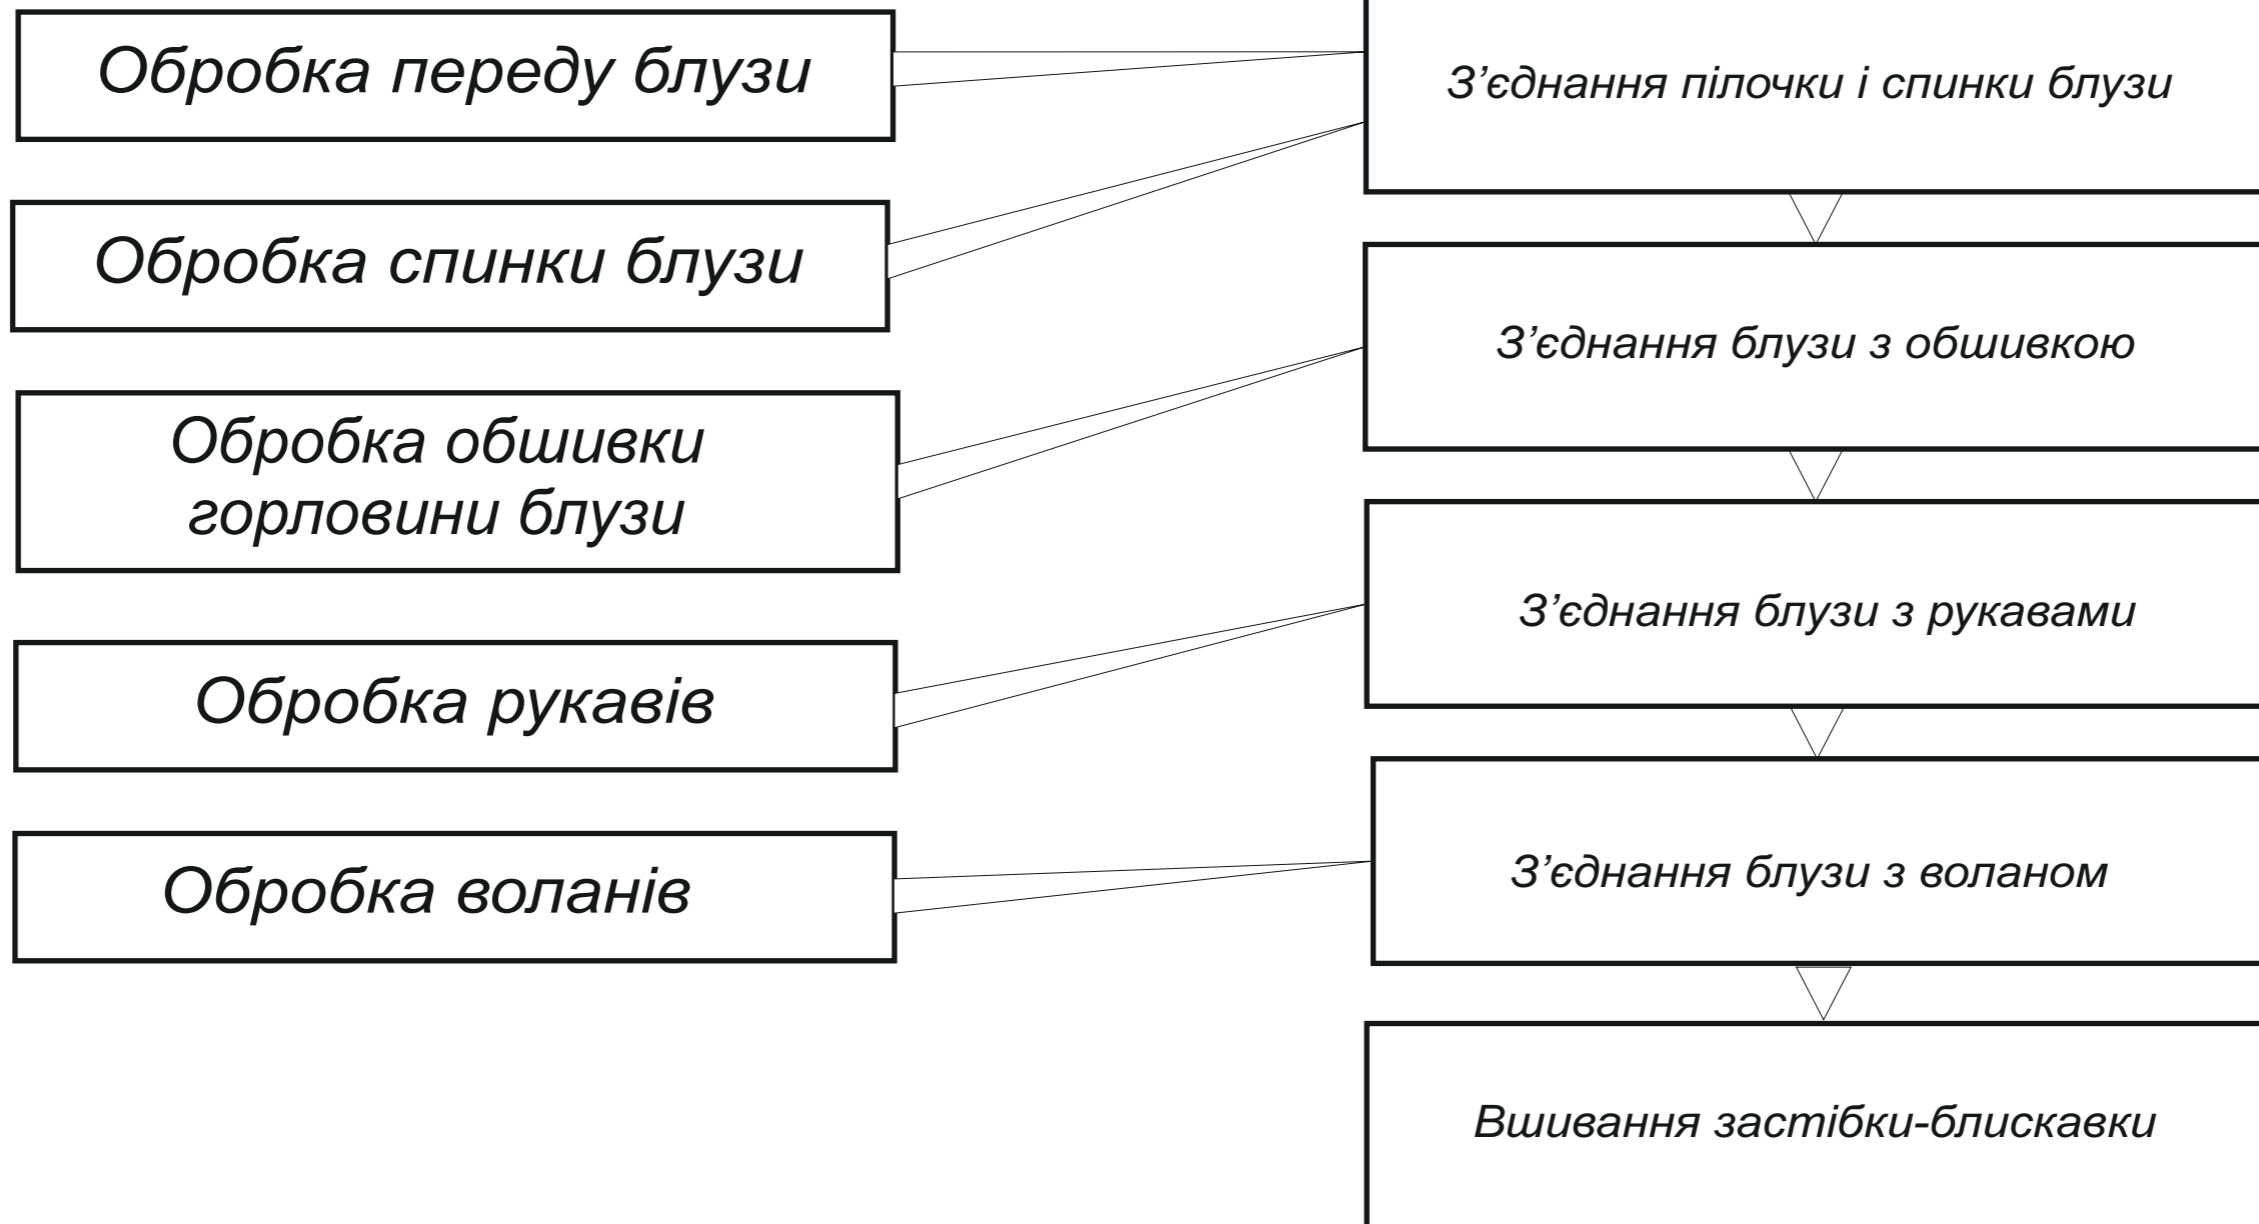 Обробка переду блузи
Обробка спинки блузи
Обробка обшивки
горловини блузи
Обробка рукавів
Обробка воланів
З’єднання пілочки і спинки блузи
З’єднання блузи з обшивкою
З’єднання блузи з рукавами
З’єднання блузи з воланом
Вшивання застібки-блискавки